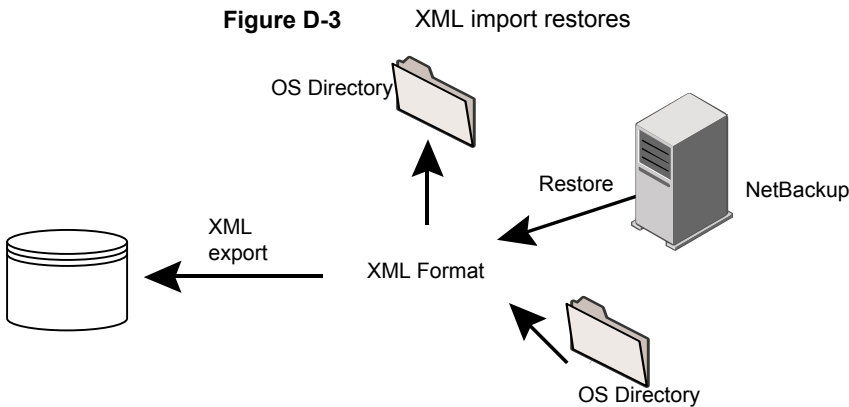 Figure D-3 XML import restores
OS Directory
Restore
NetBackup
XML
export
XML Format
OS Directory